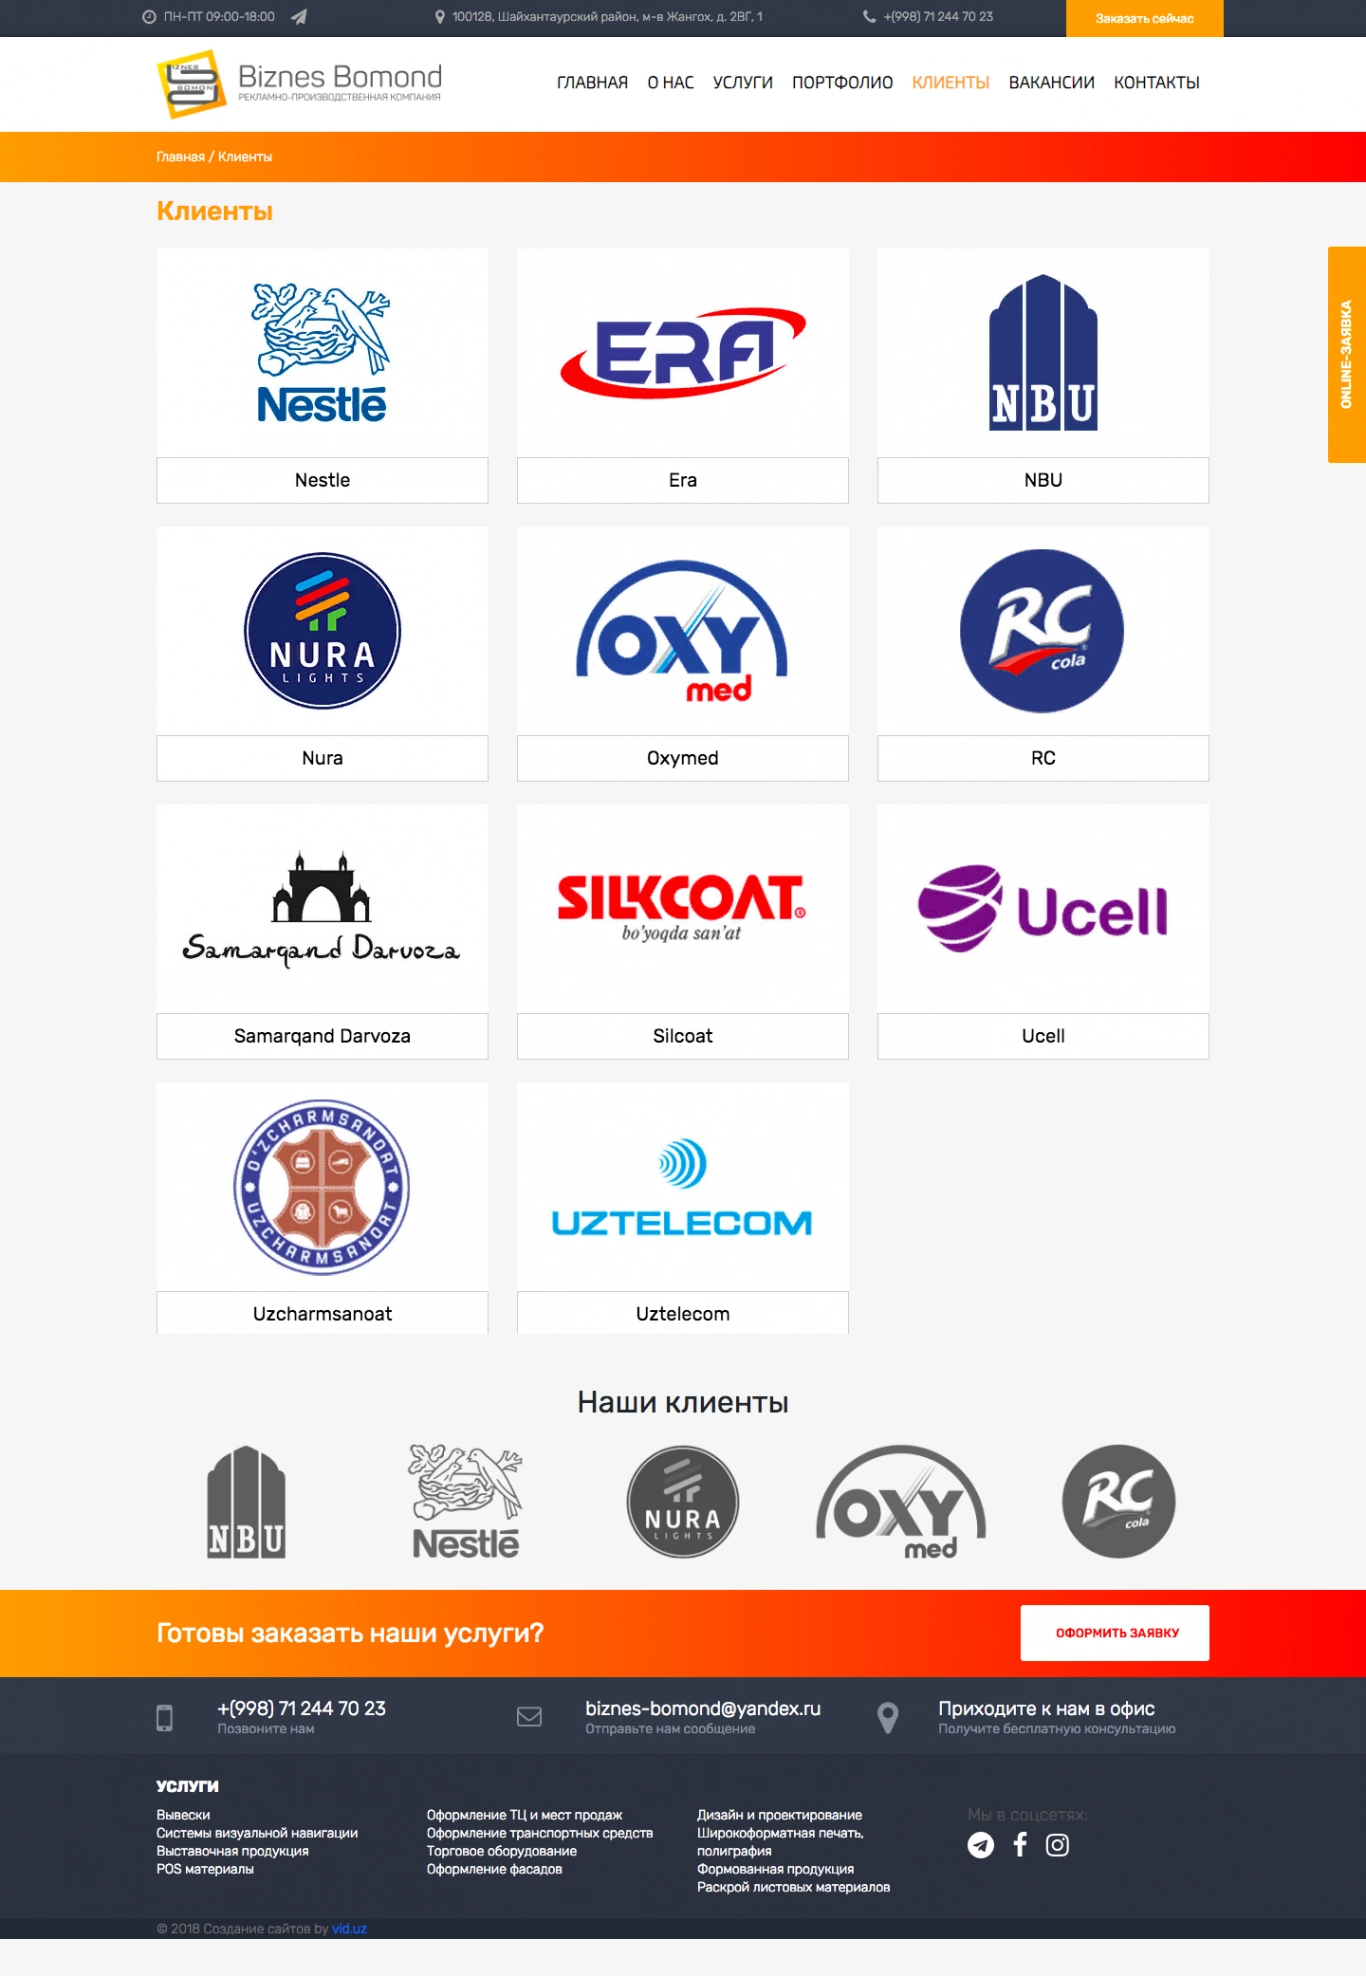 ПН-ПТ 09:00-18:00
100128, Шайхантаурский район, м-в Жангох, д. 2ВГ, 1
+(998) 71 244 70 23
Заказать сейчас
BIZNES BOMOND
Biznes Bomond
РЕКЛАМНО-ПРОИЗВОДСТВЕННАЯ КОМПАНИЯ
ГЛАВНАЯ О НАС УСЛУГИ ПОРТФОЛИО КЛИЕНТЫ ВАКАНСИИ КОНТАКТЫ
Главная / Клиенты
Клиенты
ONLINE-ЗАЯВКА
Nestlé
ERA
NBU
Nestle
Era
NBU
NURA
LIGHTS
OXY
med
RC
cola
Nura
Oxymed
RC
Samarqand Darvoza
SILKCOAT
bo'yoqda san'at
Ucell
Samarqand Darvoza
Silcoat
Ucell
O'ZCHARMSANOAT
UZCHARMSANOAT
UZTELECOM
Uzcharmsanoat
Uztelecom
Наши клиенты
NBU
Nestlé
NURA
LIGHTS
OXY
med
RC
cola
Готовы заказать наши услуги?
ОФОРМИТЬ ЗАЯВКУ
+(998) 71 244 70 23
Позвоните нам
biznes-bomond@yandex.ru
Отправьте нам сообщение
Приходите к нам в офис
Получите бесплатную консультацию
УСЛУГИ
Вывески
Системы визуальной навигации
Выставочная продукция
POS материалы
Оформление ТЦ и мест продаж
Оформление транспортных средств
Торговое оборудование
Оформление фасадов
Дизайн и проектирование
Широкоформатная печать,
полиграфия
Формованная продукция
Раскрой листовых материалов
Мы в соцсетях:
© 2018 Создание сайтов by vid.uz